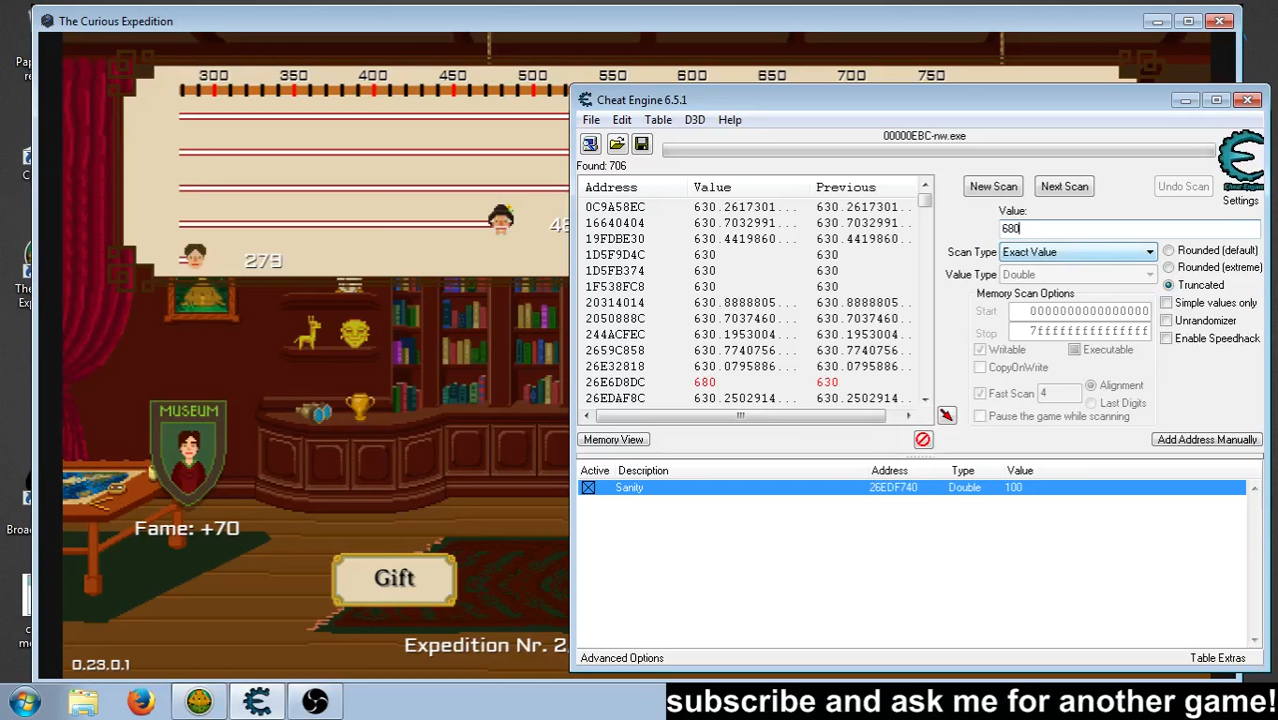 The Curious Expedition
300 350 400 450 500 550 600 650 700 750
279
MUSEUM
Fame: +70
Gift
Expedition Nr. 2
0.23.0.1
Cheat Engine 6.5.1
File Edit Table D3D Help
00000EBC-nw.exe
Found: 706
Settings
Address Value Previous
0C9A58EC 630.2617301... 630.2617301...
16640404 630.7032991... 630.7032991...
19FDBE30 630.4419860... 630.4419860...
1D5F9D4C 630 630
1D5FB374 630 630
1F538FC8 630 630
20314014 630.8888805... 630.8888805...
2050888C 630.7037460... 630.7037460...
244ACFEC 630.1953004... 630.1953004...
2659C858 630.7740756... 630.7740756...
26E32818 630.0795886... 630.0795886...
26E6D8DC 680 630
26EDAF8C 630.2502914... 630.2502914...
New Scan Next Scan Undo Scan
Value:
680
Scan Type Exact Value
Value Type Double
Rounded (default)
Rounded (extreme)
Truncated
Simple values only
Unrandomizer
Enable Speedhack
Memory Scan Options
Start 0000000000000000
Stop 7fffffffffffffff
Writable Executable
CopyOnWrite
Fast Scan 4 Alignment
Last Digits
Pause the game while scanning
Memory View
Add Address Manually
Active Description Address Type Value
Sanity 26EDF740 Double 100
Advanced Options Table Extras
subscribe and ask me for another game!